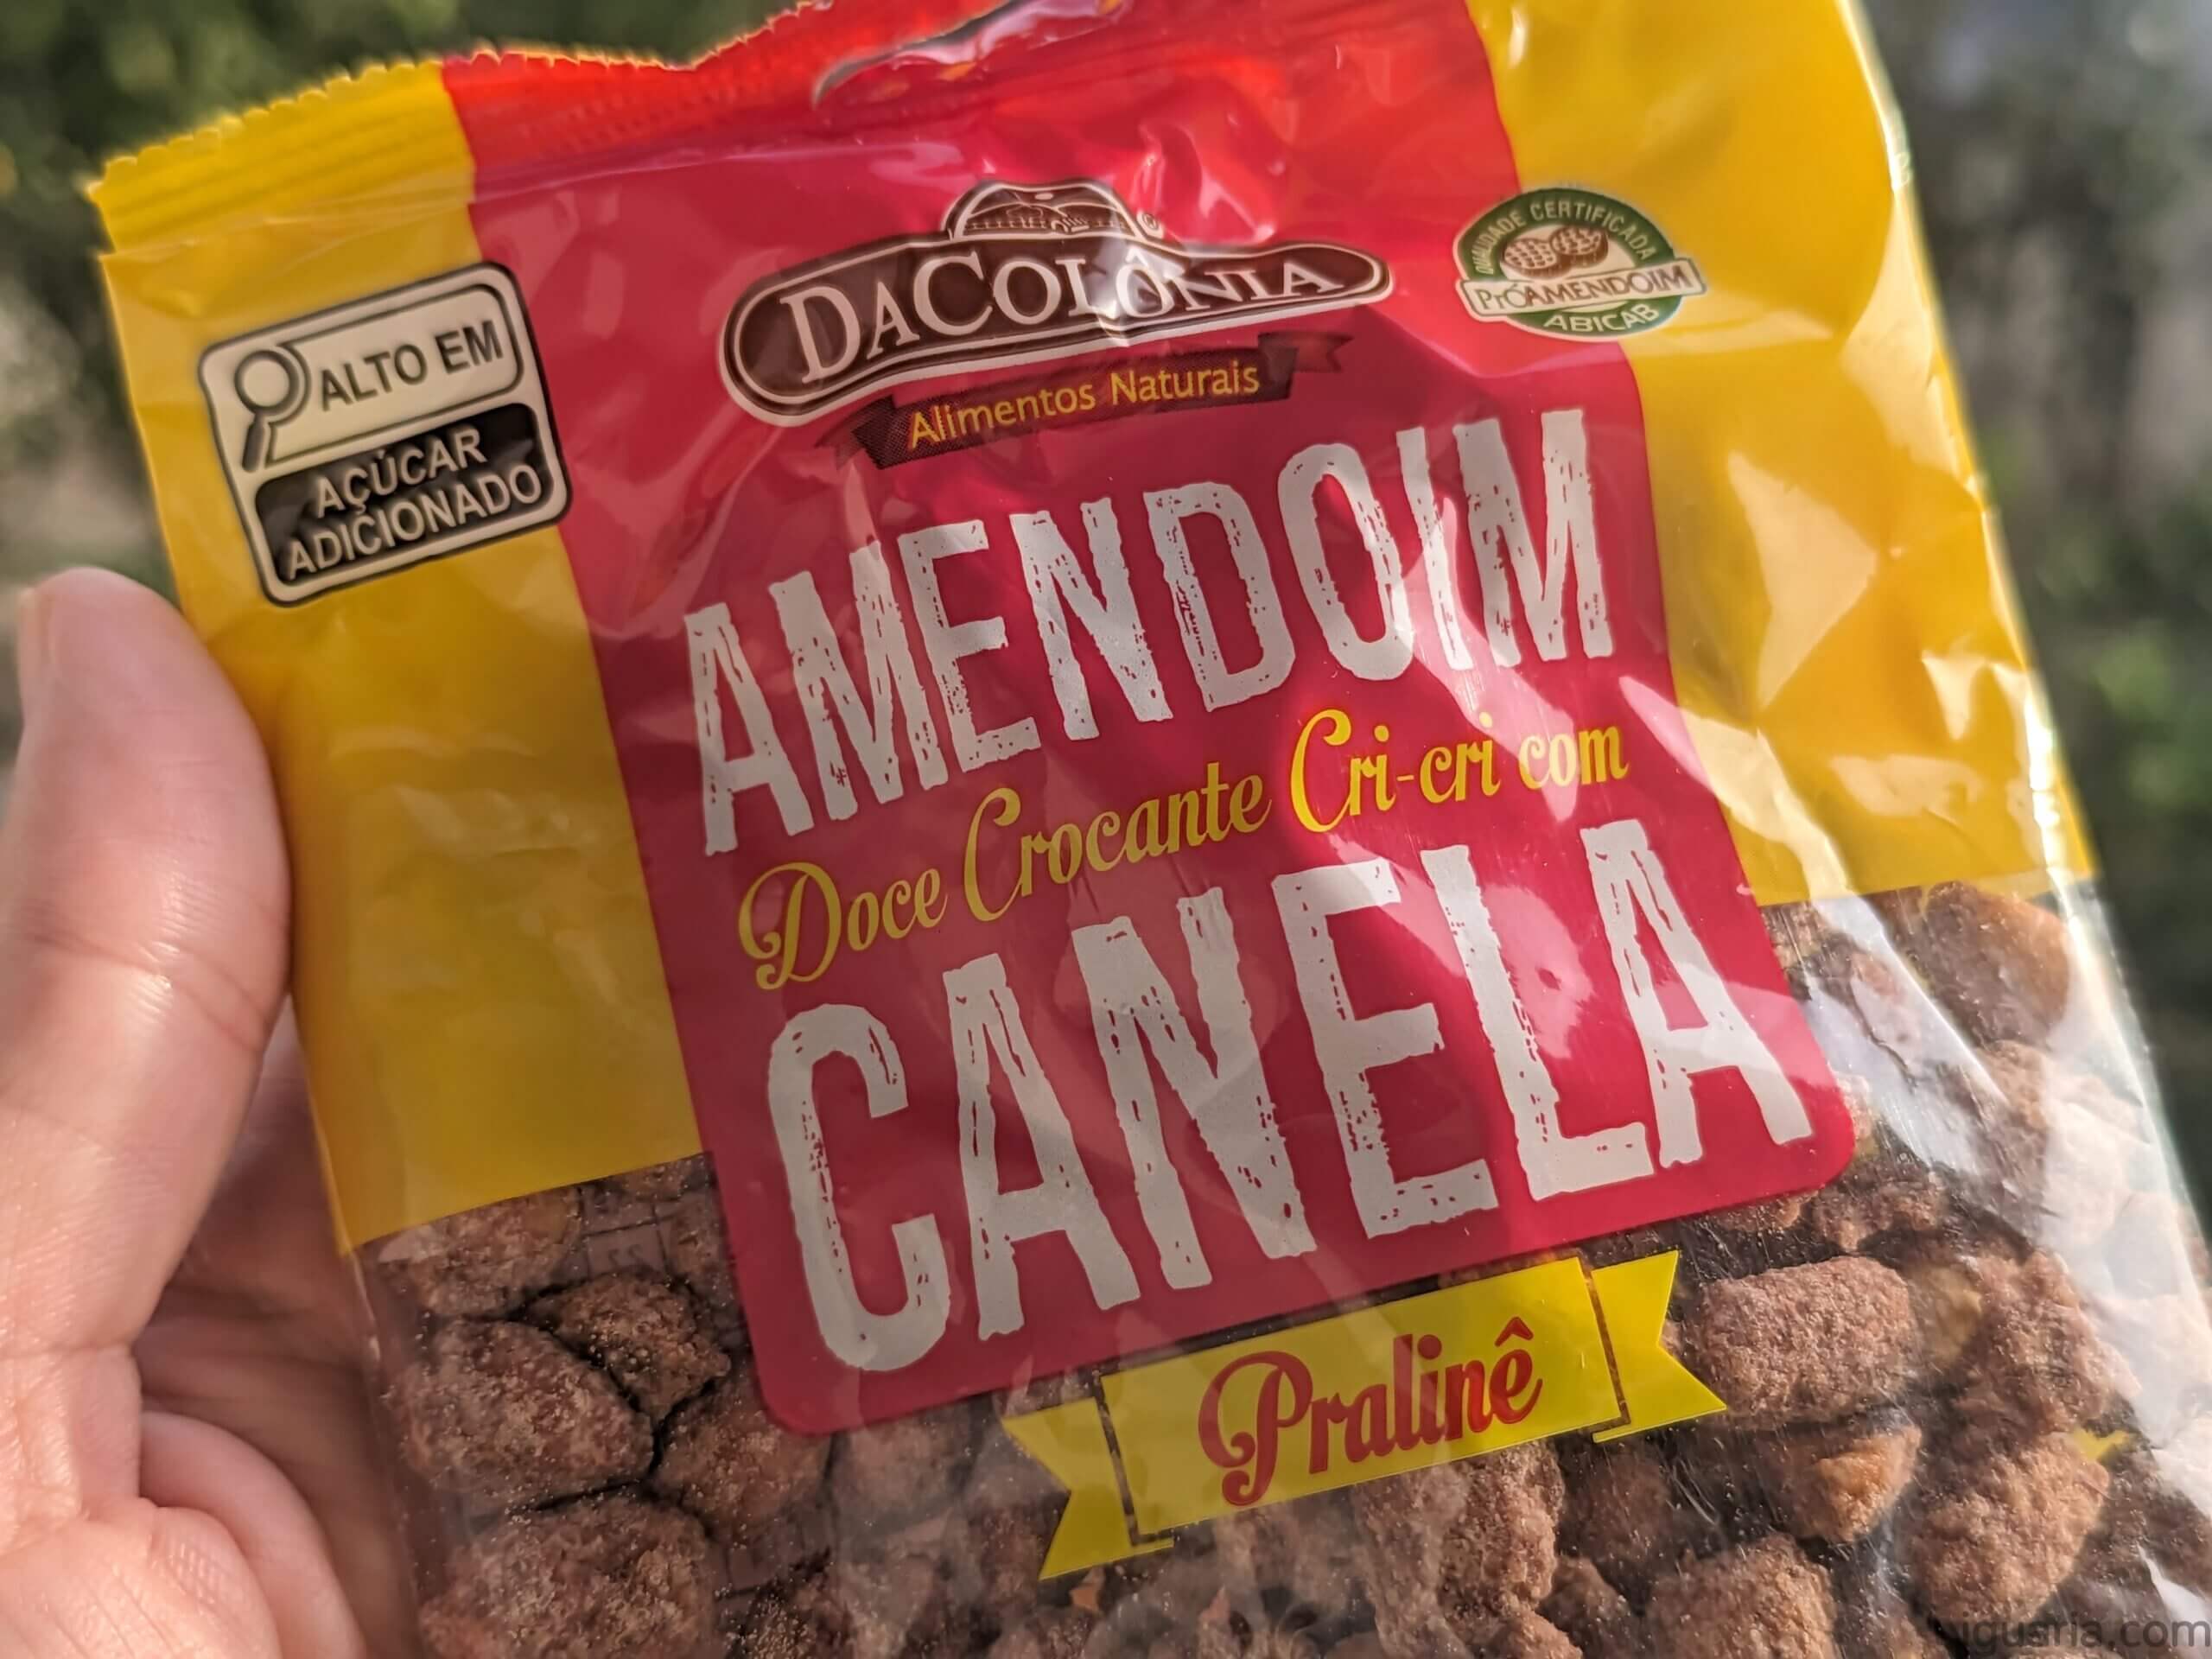 DaColônia
®
Alimentos Naturais
QUALIDADE CERTIFICADA
PróAMENDOIM
ABICAB
ALTO EM
AÇÚCAR
ADICIONADO
AMENDOIM
Doce Crocante Cri-cri com
CANELA
Pralinê